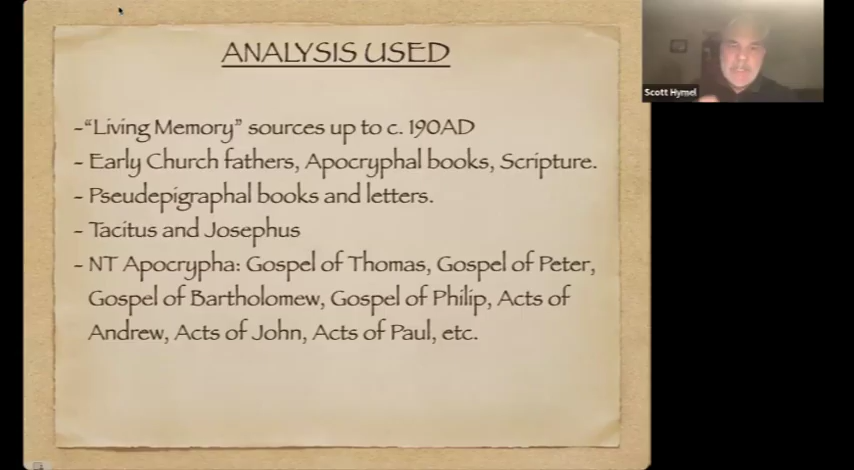 ANALYSIS USED
-"Living Memory" sources up to c. 190AD
- Early Church fathers, Apocryphal books, Scripture.
- Pseudepigraphal books and letters.
- Tacitus and Josephus
- NT Apocrypha: Gospel of Thomas, Gospel of Peter,
Gospel of Bartholomew, Gospel of Philip, Acts of
Andrew, Acts of John, Acts of Paul, etc.
Scott Hymel